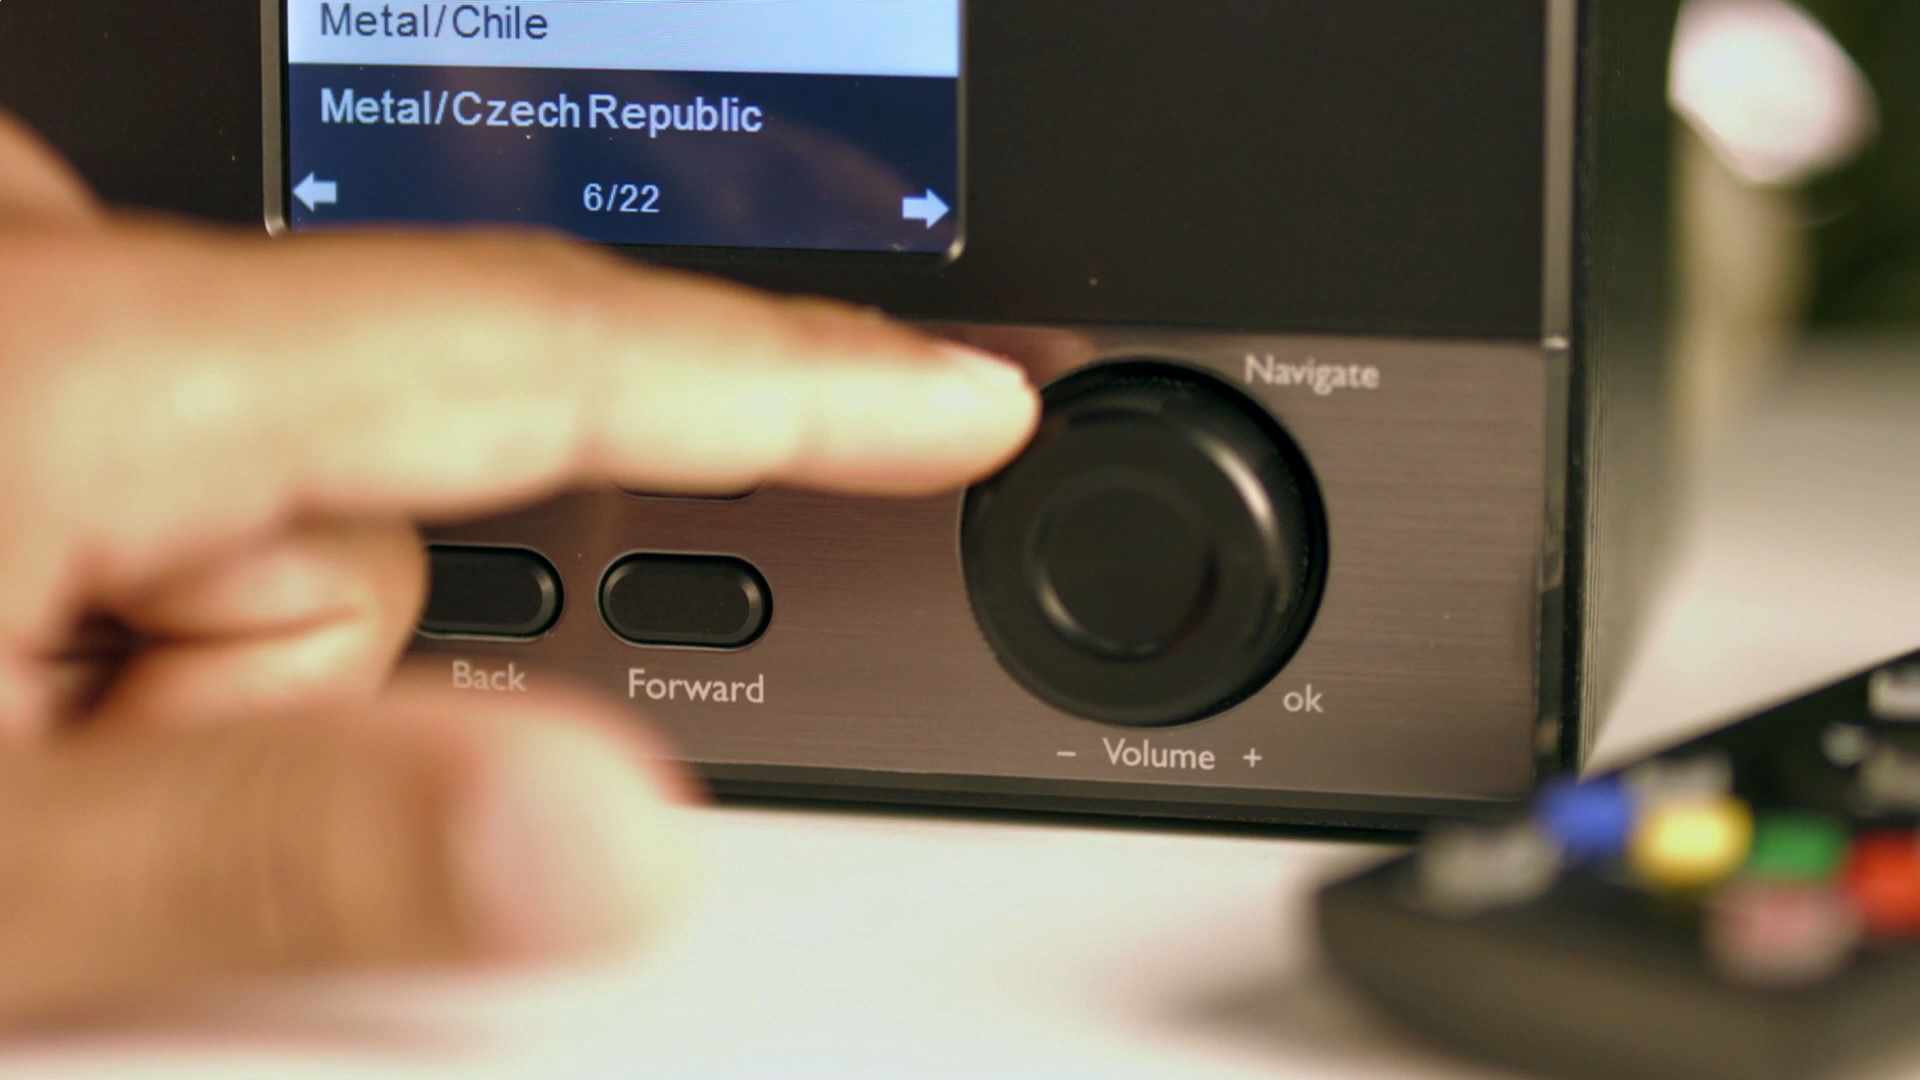 Metal/Chile
Metal/Czech Republic
6/22
Navigate
Back
Forward
ok
- Volume +